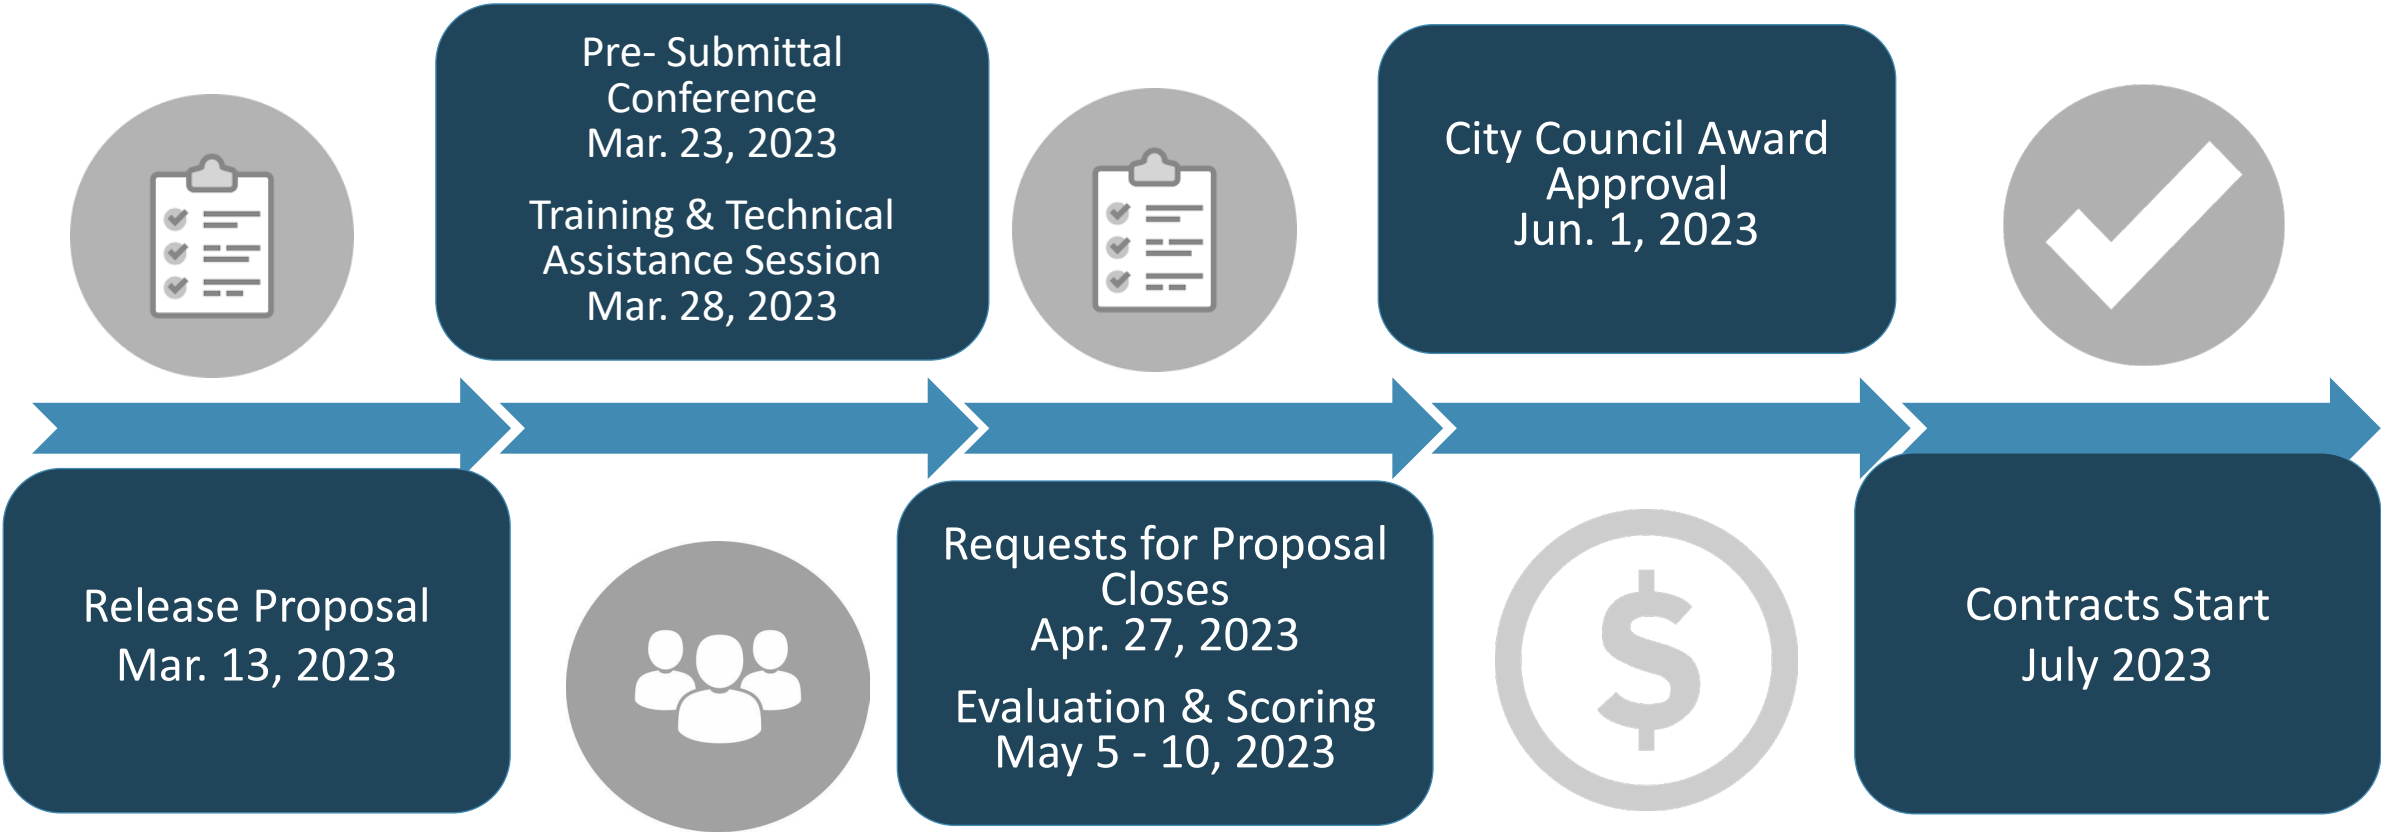 Release Proposal
Mar. 13, 2023
Pre- Submittal
Conference
Mar. 23, 2023
Training & Technical
Assistance Session
Mar. 28, 2023
Requests for Proposal
Closes
Apr. 27, 2023
Evaluation & Scoring
May 5 - 10, 2023
City Council Award
Approval
Jun. 1, 2023
Contracts Start
July 2023